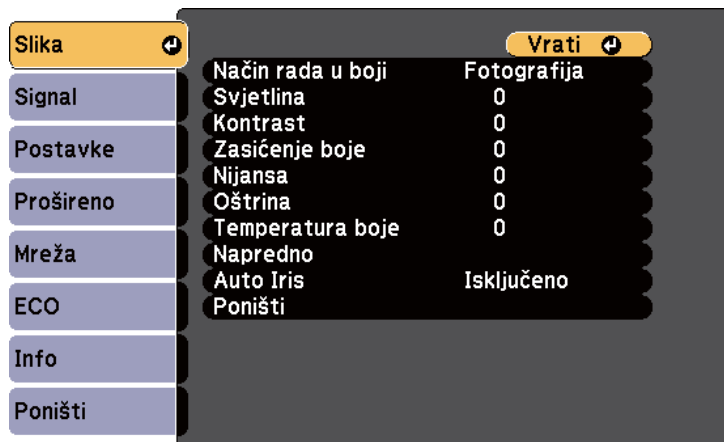 Slika
Signal
Postavke
Prošireno
Mreža
ECO
Info
Poništi
Vrati
Način rada u boji Fotografija
Svjetlina 0
Kontrast 0
Zasićenje boje 0
Nijansa 0
Oštrina 0
Temperatura boje 0
Napredno
Auto Iris Isključeno
Poništi